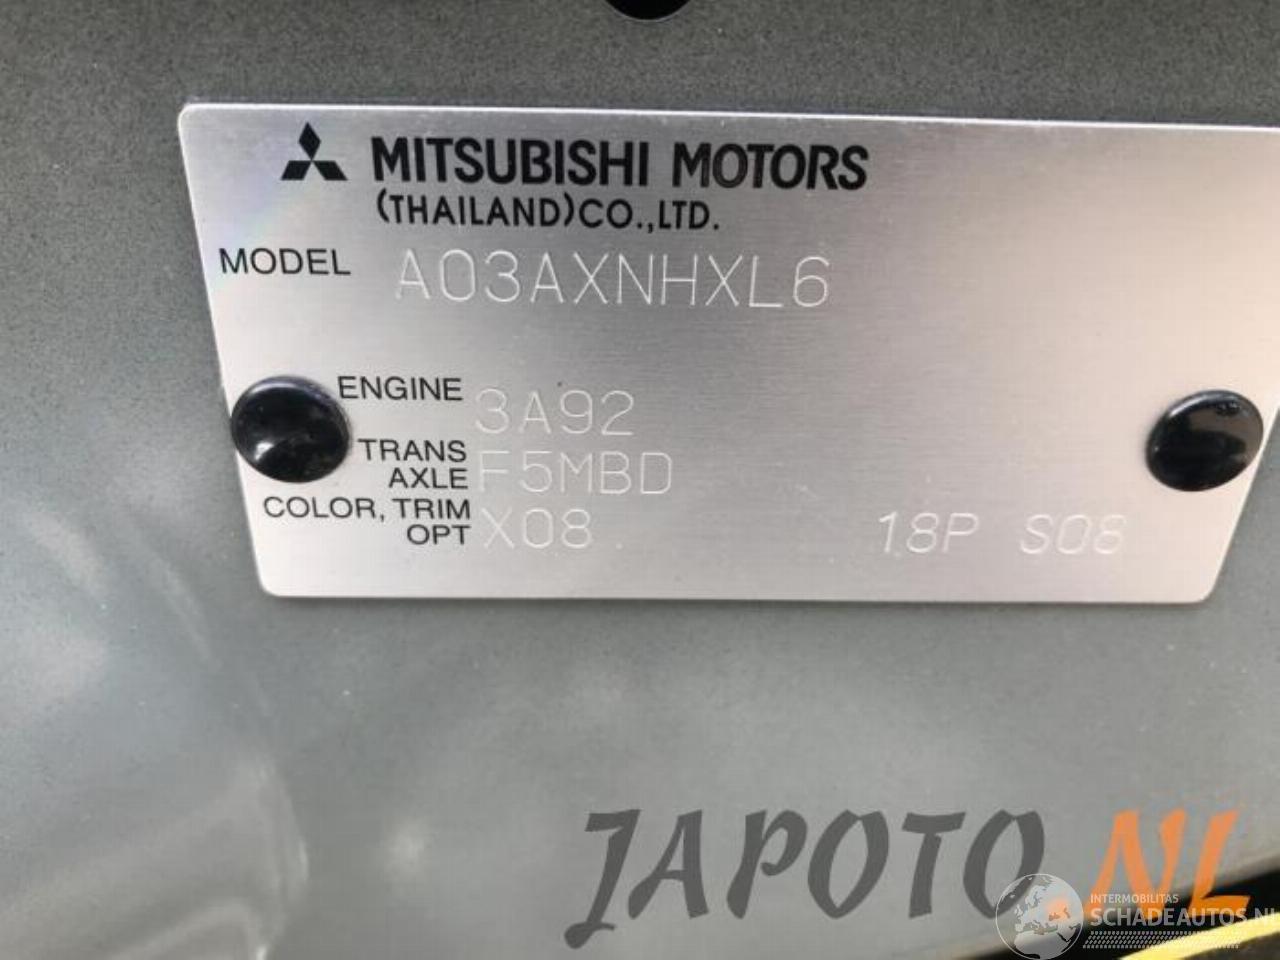 MITSUBISHI MOTORS
(THAILAND)CO.,LTD.
MODEL A03AXNHXL6
ENGINE 3A92
TRANS
AXLE F5MBD
COLOR, TRIM
OPT X08 18P S08
JAPOTO.NL
INTERMOBILITAS
SCHADEAUTOS.NL